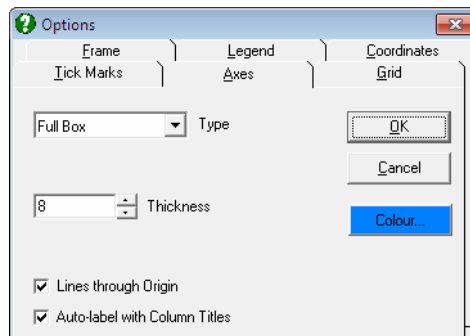 Options
Frame Legend Coordinates
Tick Marks Axes Grid
Full Box Type OK
Cancel
8 Thickness Colour...
Lines through Origin
Auto-label with Column Titles